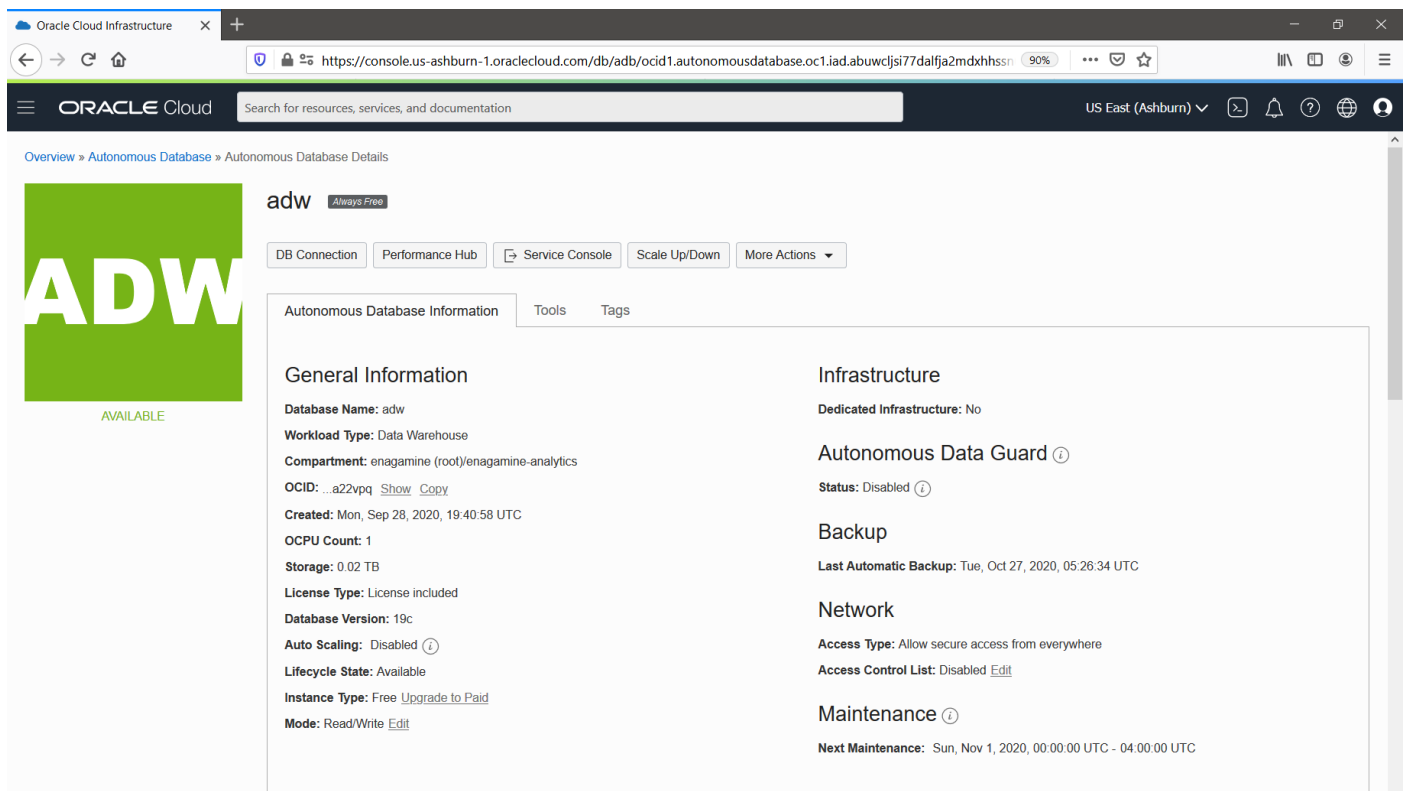 Oracle Cloud Infrastructure
https://console.us-ashburn-1.oraclecloud.com/db/adb/ocid1.autonomousdatabase.oc1.iad.abuwcljsi77dalfja2mdxhhssn 90%
ORACLE Cloud
Search for resources, services, and documentation
US East (Ashburn)
Overview » Autonomous Database » Autonomous Database Details
ADW
AVAILABLE
adw Always Free
DB Connection Performance Hub Service Console Scale Up/Down More Actions
Autonomous Database Information Tools Tags
General Information
Database Name: adw
Workload Type: Data Warehouse
Compartment: enagamine (root)/enagamine-analytics
OCID: ...a22vpq Show Copy
Created: Mon, Sep 28, 2020, 19:40:58 UTC
OCPU Count: 1
Storage: 0.02 TB
License Type: License included
Database Version: 19c
Auto Scaling: Disabled
Lifecycle State: Available
Instance Type: Free Upgrade to Paid
Mode: Read/Write Edit
Infrastructure
Dedicated Infrastructure: No
Autonomous Data Guard
Status: Disabled
Backup
Last Automatic Backup: Tue, Oct 27, 2020, 05:26:34 UTC
Network
Access Type: Allow secure access from everywhere
Access Control List: Disabled Edit
Maintenance
Next Maintenance: Sun, Nov 1, 2020, 00:00:00 UTC - 04:00:00 UTC